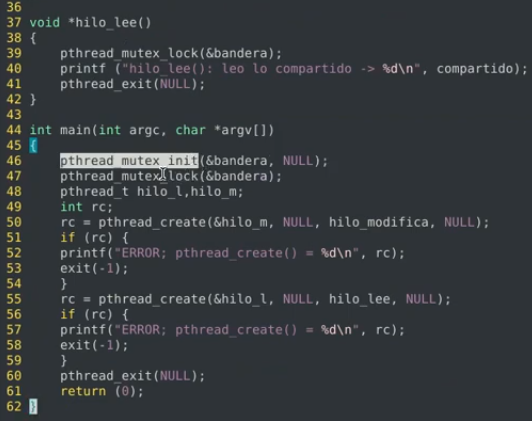 36
37 void *hilo_lee()
38 {
39     pthread_mutex_lock(&bandera);
40     printf ("hilo_lee(): leo lo compartido -> %d\n", compartido);
41     pthread_exit(NULL);
42 }
43
44 int main(int argc, char *argv[])
45 {
46     pthread_mutex_init(&bandera, NULL);
47     pthread_mutex_lock(&bandera);
48     pthread_t hilo_l,hilo_m;
49     int rc;
50     rc = pthread_create(&hilo_m, NULL, hilo_modifica, NULL);
51     if (rc) {
52     printf("ERROR; pthread_create() = %d\n", rc);
53     exit(-1);
54     }
55     rc = pthread_create(&hilo_l, NULL, hilo_lee, NULL);
56     if (rc) {
57     printf("ERROR; pthread_create() = %d\n", rc);
58     exit(-1);
59     }
60     pthread_exit(NULL);
61     return (0);
62 }